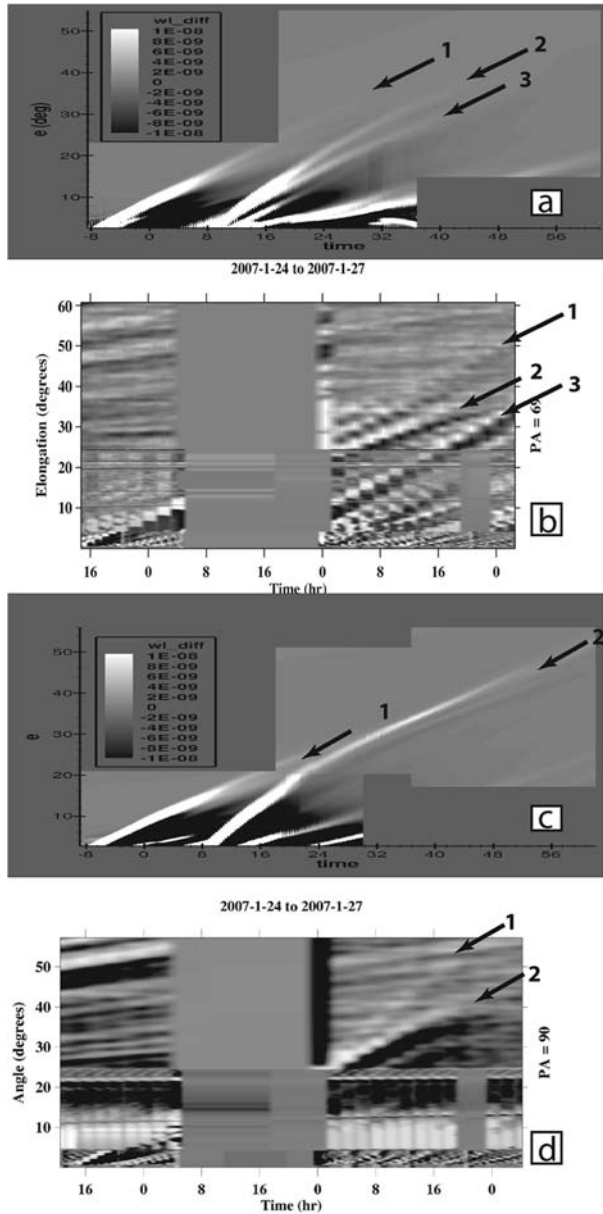 wl_diff
1E-08
8E-09
6E-09
4E-09
2E-09
0
-2E-09
-4E-09
-6E-09
-8E-09
-1E-08
1
2
3
e (deg)
50
40
30
20
10
a
-8 0 8 16 24 32 40 48 56
time
2007-1-24 to 2007-1-27
60
50
40
30
20
10
Elongation (degrees)
1
2
3
PA = 69
b
16 0 8 16 0 8 16 0
Time (hr)
wl_diff
1E-08
8E-09
6E-09
4E-09
2E-09
0
-2E-09
-4E-09
-6E-09
-8E-09
-1E-08
1
2
e
50
40
30
20
10
c
-8 0 8 16 24 32 40 48 56
time
2007-1-24 to 2007-1-27
50
40
30
20
10
Angle (degrees)
1
2
PA = 90
d
16 0 8 16 0 8 16 0
Time (hr)